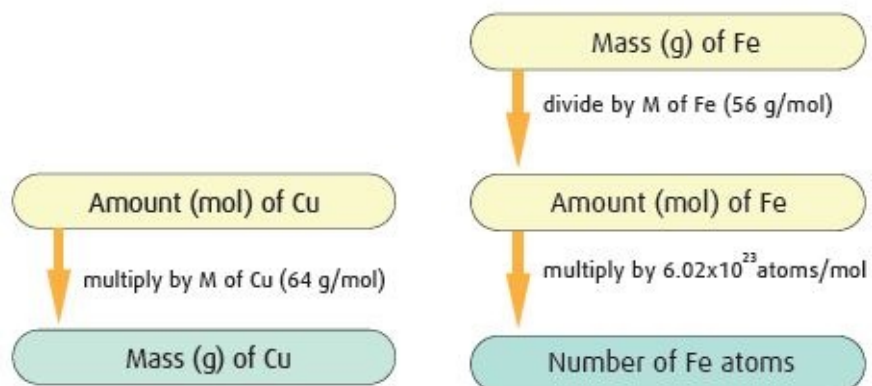 Amount (mol) of Cu
multiply by M of Cu (64 g/mol)
Mass (g) of Cu
Mass (g) of Fe
divide by M of Fe (56 g/mol)
Amount (mol) of Fe
multiply by 6.02x10²³atoms/mol
Number of Fe atoms